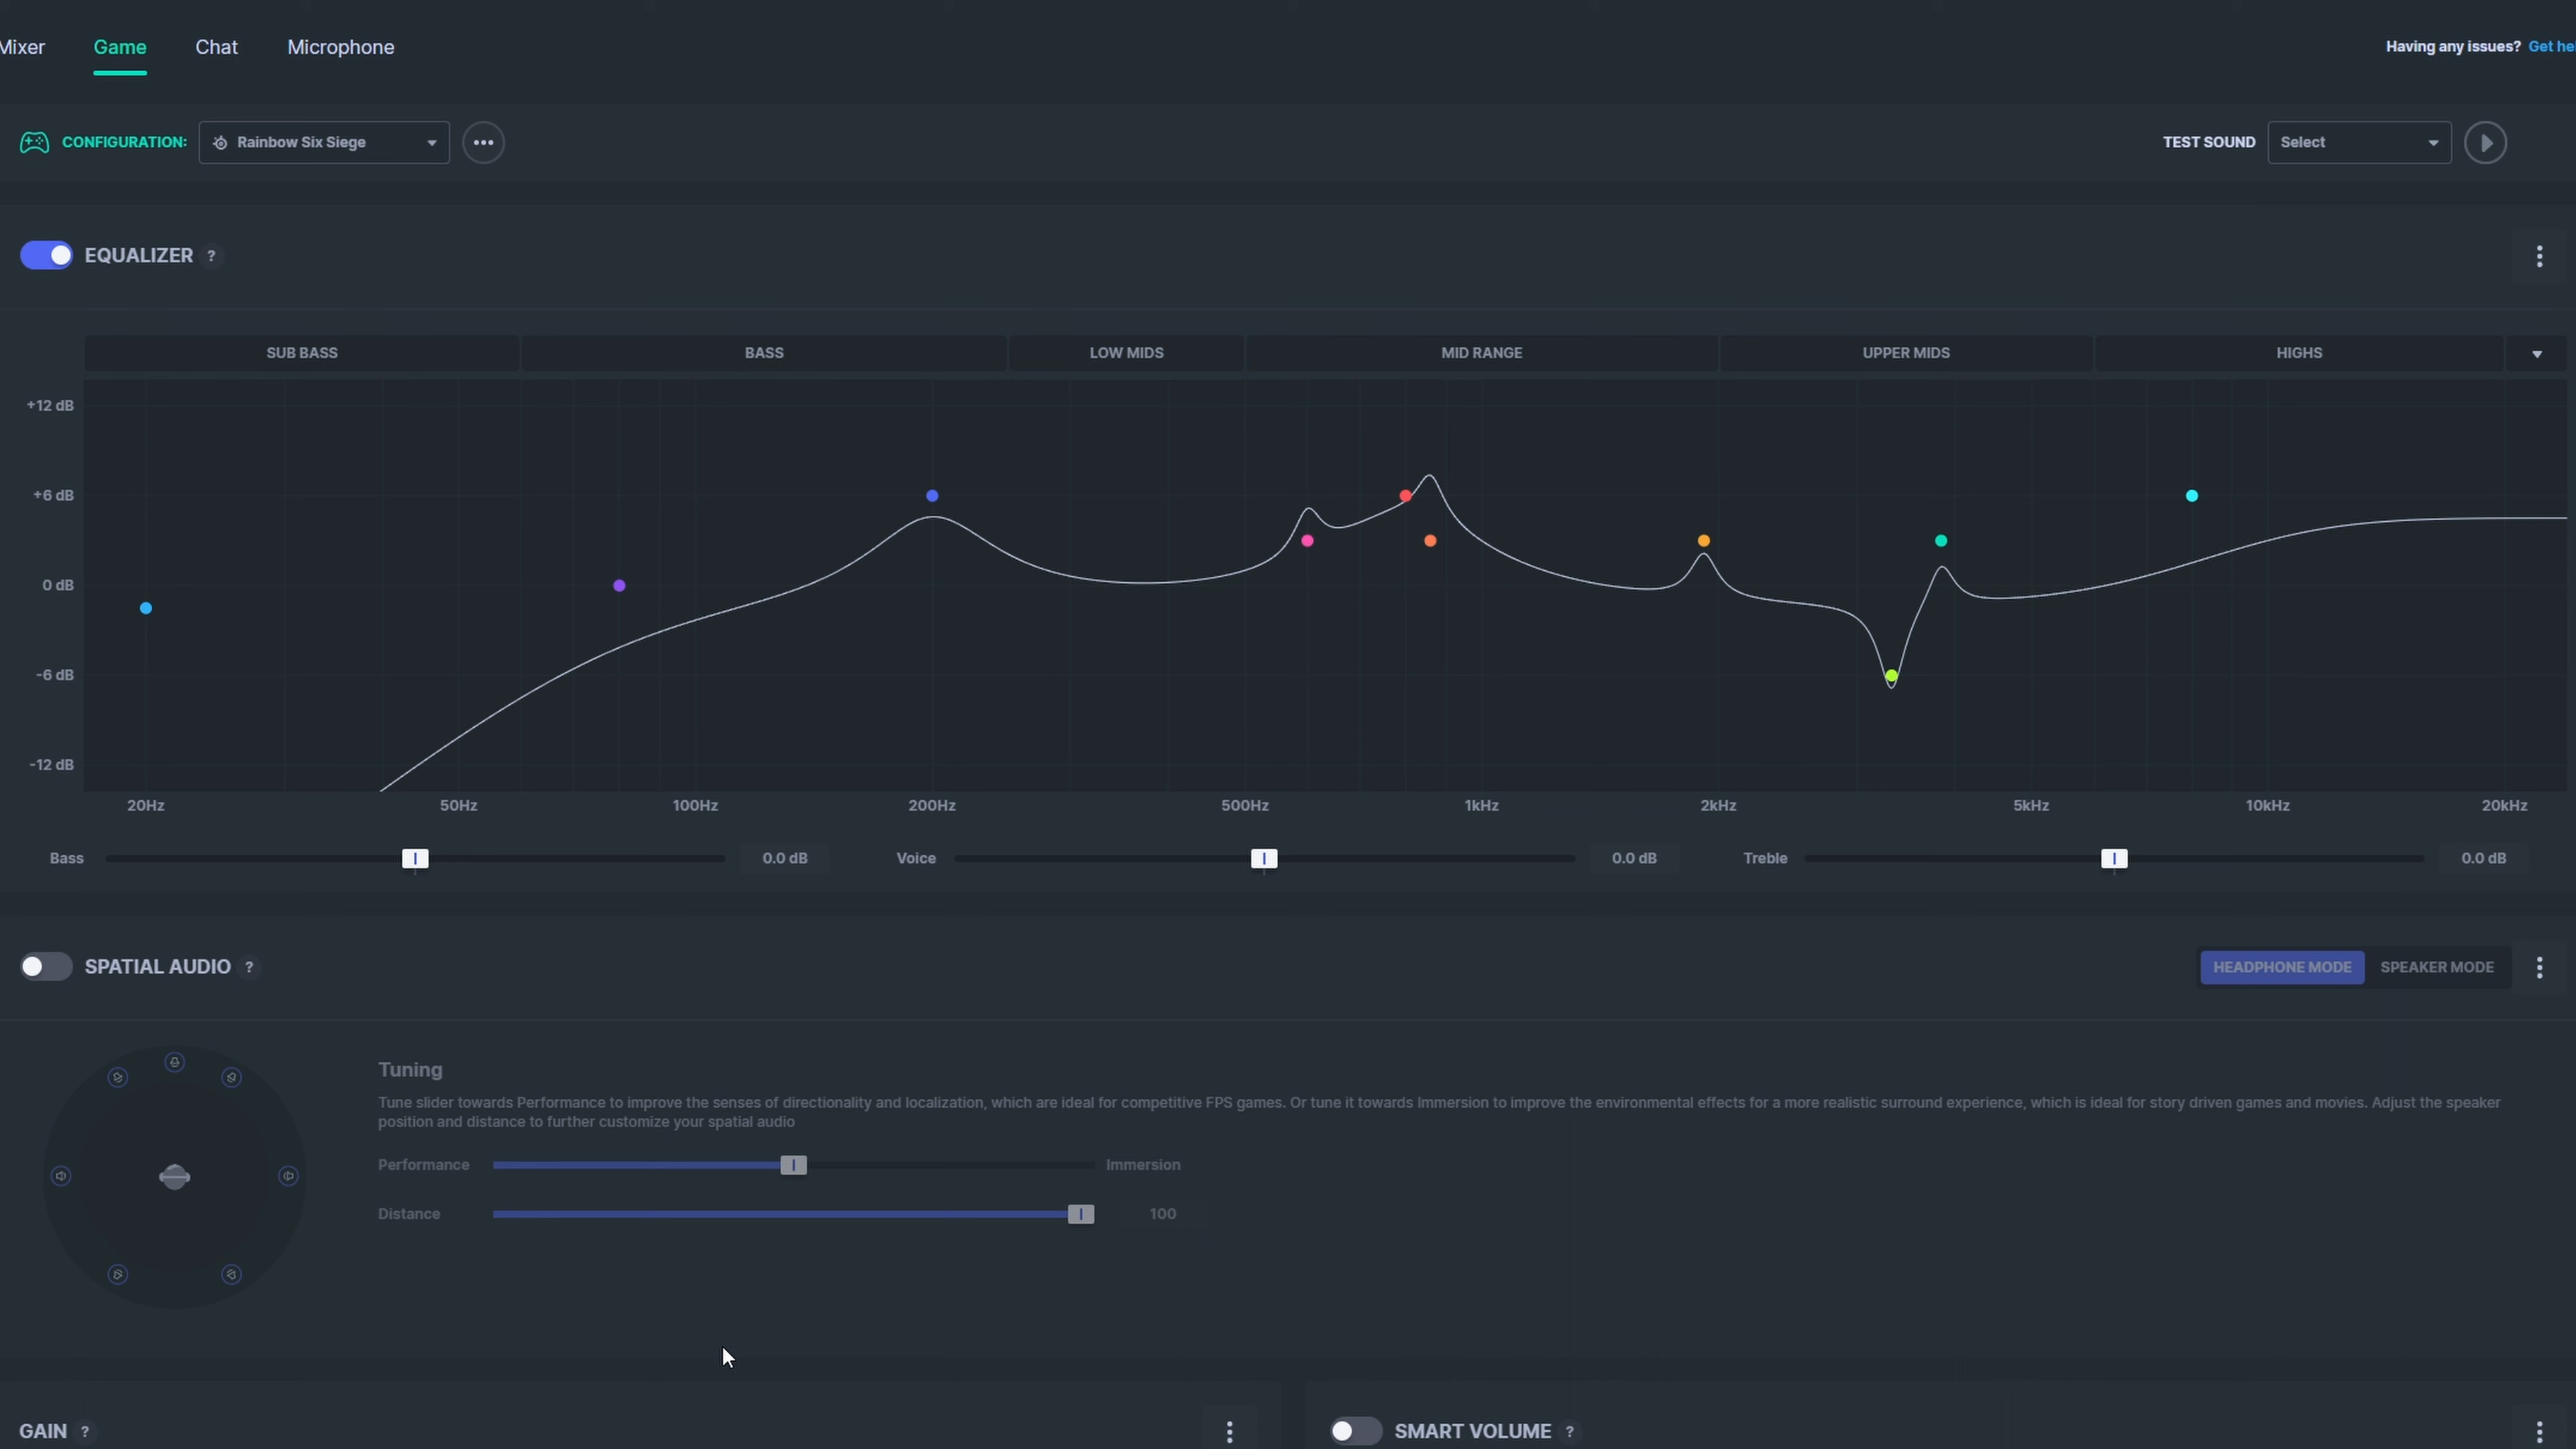 Mixer
Game
Chat
Microphone
Having any issues? Get he
CONFIGURATION:
Rainbow Six Siege
TEST SOUND
Select
EQUALIZER ?
SUB BASS
BASS
LOW MIDS
MID RANGE
UPPER MIDS
HIGHS
+12 dB
+6 dB
0 dB
-6 dB
-12 dB
20Hz
50Hz
100Hz
200Hz
500Hz
1kHz
2kHz
5kHz
10kHz
20kHz
Bass
0.0 dB
Voice
0.0 dB
Treble
0.0 dB
SPATIAL AUDIO ?
HEADPHONE MODE
SPEAKER MODE
Tuning
Tune slider towards Performance to improve the senses of directionality and localization, which are ideal for competitive FPS games. Or tune it towards Immersion to improve the environmental effects for a more realistic surround experience, which is ideal for story driven games and movies. Adjust the speaker
position and distance to further customize your spatial audio
Performance
Immersion
Distance
100
GAIN ?
SMART VOLUME ?